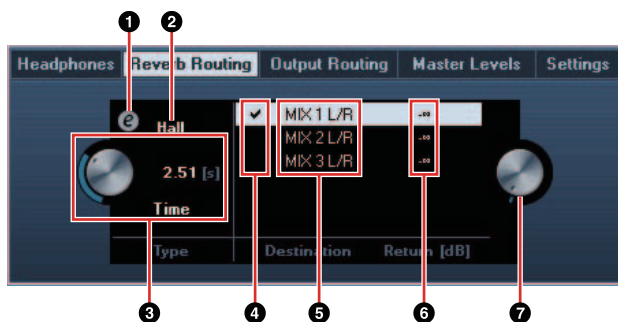 1 2
Headphones Reverb Routing Output Routing Master Levels Settings
e Hall ✓ MIX 1 L/R -∞
MIX 2 L/R -∞
2.51 [s] MIX 3 L/R -∞
Time
Type Destination Return [dB]
3 4 5 6 7